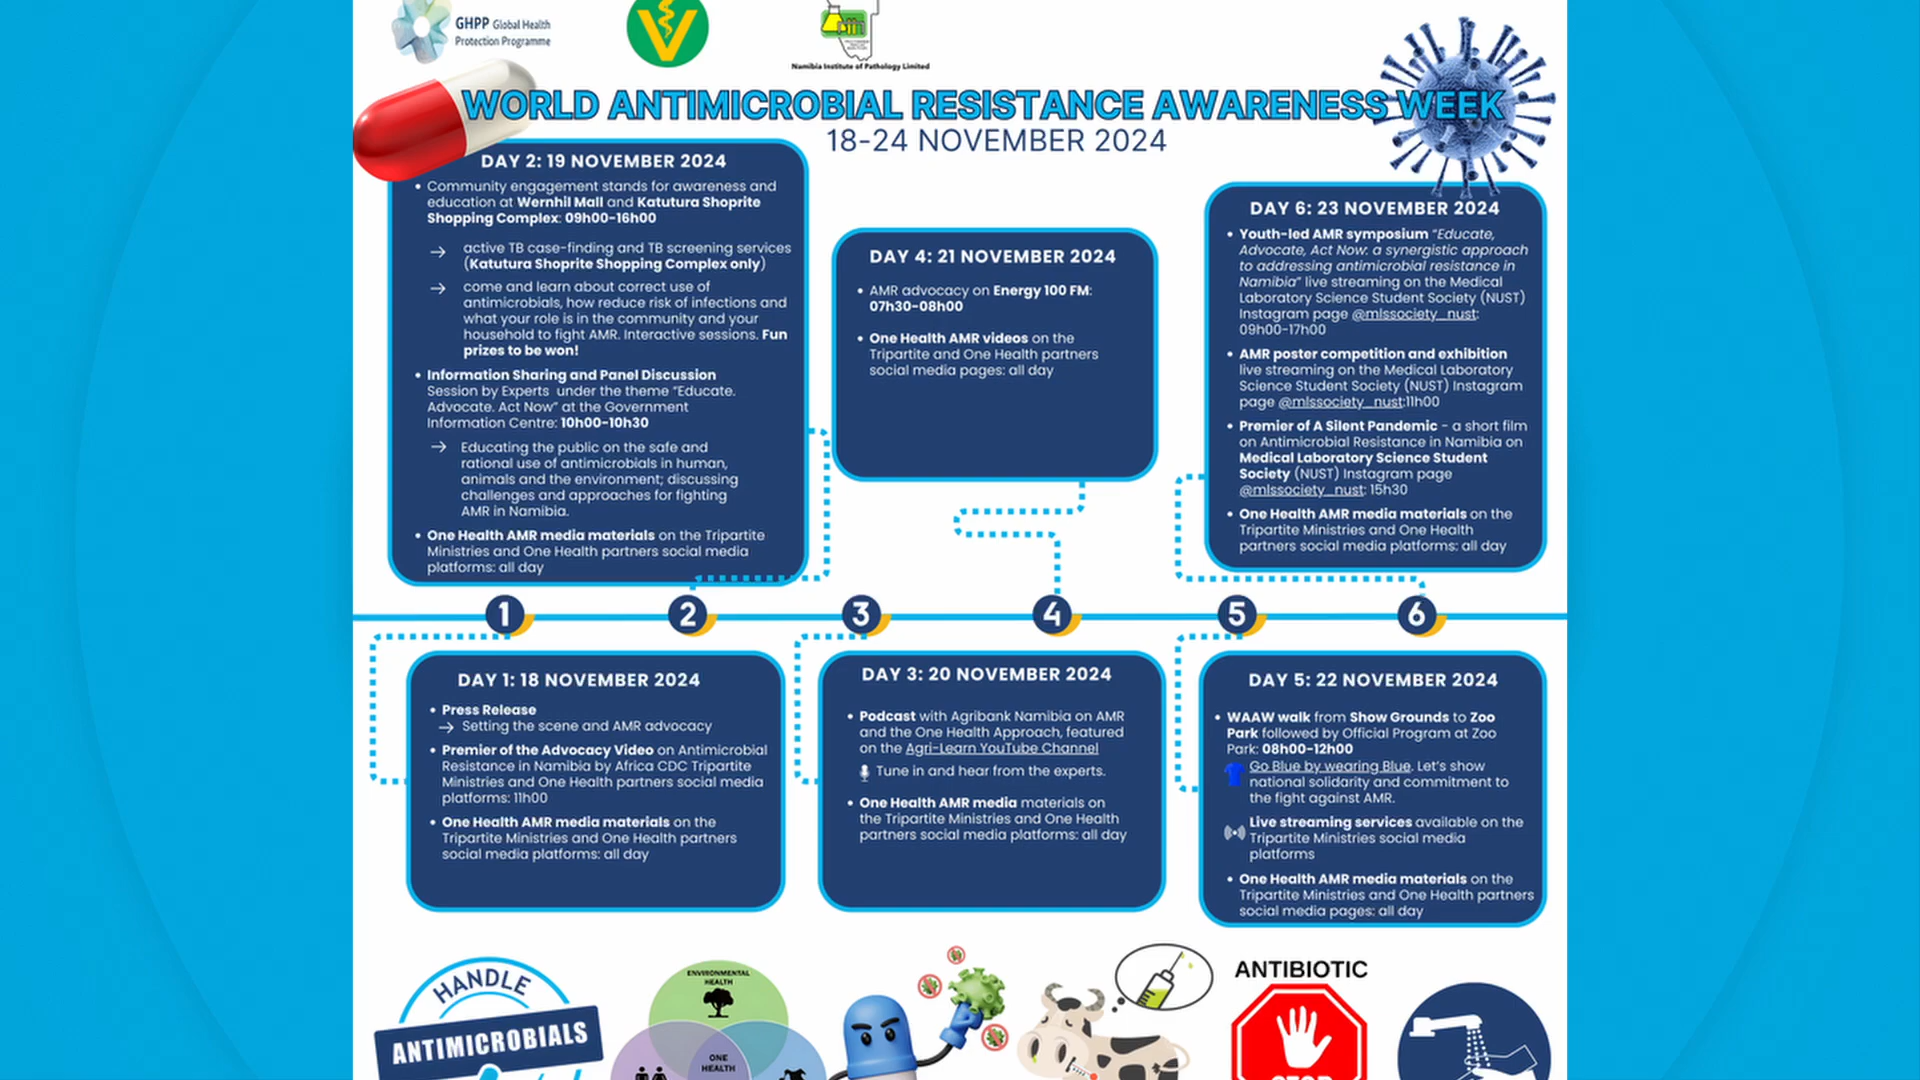 GHPP Global Health
Protection Programme
Namibia Institute of Pathology Limited
WORLD ANTIMICROBIAL RESISTANCE AWARENESS WEEK
18-24 NOVEMBER 2024
DAY 2: 19 NOVEMBER 2024
• Community engagement stands for awareness and
education at Wernhil Mall and Katutura Shoprite
Shopping Complex: 09h00-16h00
→ active TB case-finding and TB screening services
(Katutura Shoprite Shopping Complex only)
→ come and learn about correct use of
antimicrobials, how reduce risk of infections and
what your role is in the community and your
household to fight AMR. Interactive sessions. Fun
prizes to be won!
• Information Sharing and Panel Discussion
Session by Experts under the theme "Educate.
Advocate. Act Now" at the Government
Information Centre: 10h00-10h30
→ Educating the public on the safe and
rational use of antimicrobials in human,
animals and the environment; discussing
challenges and approaches for fighting
AMR in Namibia.
• One Health AMR media materials on the Tripartite
Ministries and One Health partners social media
platforms: all day
DAY 4: 21 NOVEMBER 2024
• AMR advocacy on Energy 100 FM:
07h30-08h00
• One Health AMR videos on the
Tripartite and One Health partners
social media pages: all day
DAY 6: 23 NOVEMBER 2024
• Youth-led AMR symposium "Educate,
Advocate, Act Now: a synergistic approach
to addressing antimicrobial resistance in
Namibia" live streaming on the Medical
Laboratory Science Student Society (NUST)
Instagram page @mlssociety_nust:
09h00-17h00
• AMR poster competition and exhibition
live streaming on the Medical Laboratory
Science Student Society (NUST) Instagram
page @mlssociety_nust:11h00
• Premier of A Silent Pandemic - a short film
on Antimicrobial Resistance in Namibia on
Medical Laboratory Science Student
Society (NUST) Instagram page
@mlssociety_nust: 15h30
• One Health AMR media materials on the
Tripartite Ministries and One Health
partners social media platforms: all day
1 2 3 4 5 6
DAY 1: 18 NOVEMBER 2024
• Press Release
→ Setting the scene and AMR advocacy
• Premier of the Advocacy Video on Antimicrobial
Resistance in Namibia by Africa CDC Tripartite
Ministries and One Health partners social media
platforms: 11h00
• One Health AMR media materials on the
Tripartite Ministries and One Health partners
social media platforms: all day
DAY 3: 20 NOVEMBER 2024
• Podcast with Agribank Namibia on AMR
and the One Health Approach, featured
on the Agri-Learn YouTube Channel
Tune in and hear from the experts.
• One Health AMR media materials on
the Tripartite Ministries and One Health
partners social media platforms: all day
DAY 5: 22 NOVEMBER 2024
• WAAW walk from Show Grounds to Zoo
Park followed by Official Program at Zoo
Park: 08h00-12h00
Go Blue by wearing Blue. Let's show
national solidarity and commitment to
the fight against AMR.
Live streaming services available on the
Tripartite Ministries social media
platforms
• One Health AMR media materials on the
Tripartite Ministries and One Health partners
social media pages: all day
HANDLE
ANTIMICROBIALS
ENVIRONMENTAL
HEALTH
ONE
HEALTH
ANTIBIOTIC
STOP